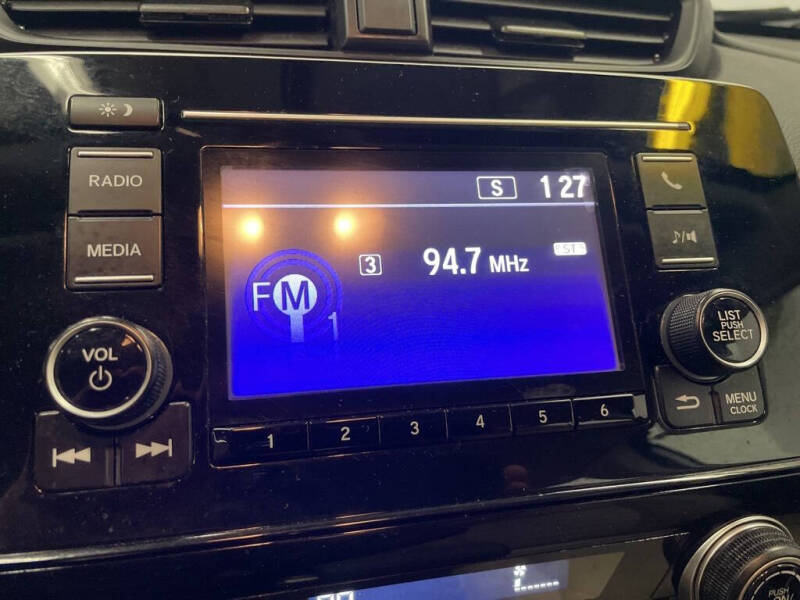 RADIO
MEDIA
VOL
S 1 27
3 94.7 MHz ST
FM
1
1 2 3 4 5 6
LIST
PUSH
SELECT
MENU
CLOCK
PUSH